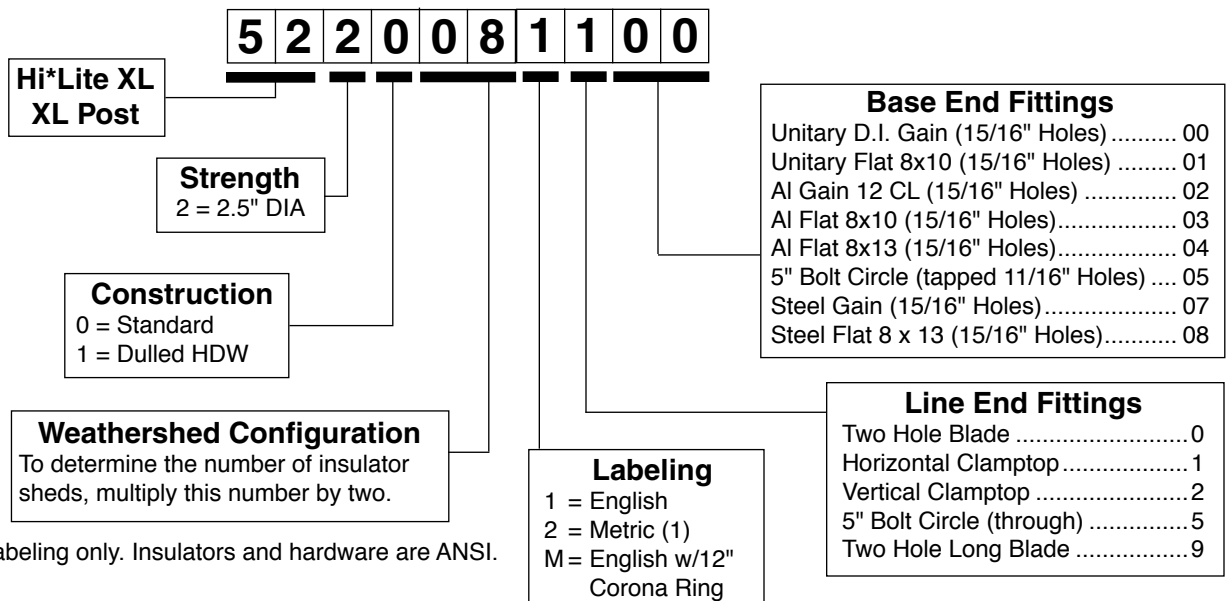 5 2 2 0 0 8 1 1 0 0
Hi*Lite XL
XL Post
Strength
2 = 2.5" DIA
Construction
0 = Standard
1 = Dulled HDW
Weathershed Configuration
To determine the number of insulator
sheds, multiply this number by two.
labeling only. Insulators and hardware are ANSI.
Labeling
1 = English
2 = Metric (1)
M = English w/12"
Corona Ring
Base End Fittings
Unitary D.I. Gain (15/16" Holes) .......... 00
Unitary Flat 8x10 (15/16" Holes) ......... 01
Al Gain 12 CL (15/16" Holes) .............. 02
Al Flat 8x10 (15/16" Holes).................. 03
Al Flat 8x13 (15/16" Holes).................. 04
5" Bolt Circle (tapped 11/16" Holes) .... 05
Steel Gain (15/16" Holes) .................... 07
Steel Flat 8 x 13 (15/16" Holes)........... 08
Line End Fittings
Two Hole Blade ..........................0
Horizontal Clamptop...................1
Vertical Clamptop .......................2
5" Bolt Circle (through) ...............5
Two Hole Long Blade .................9